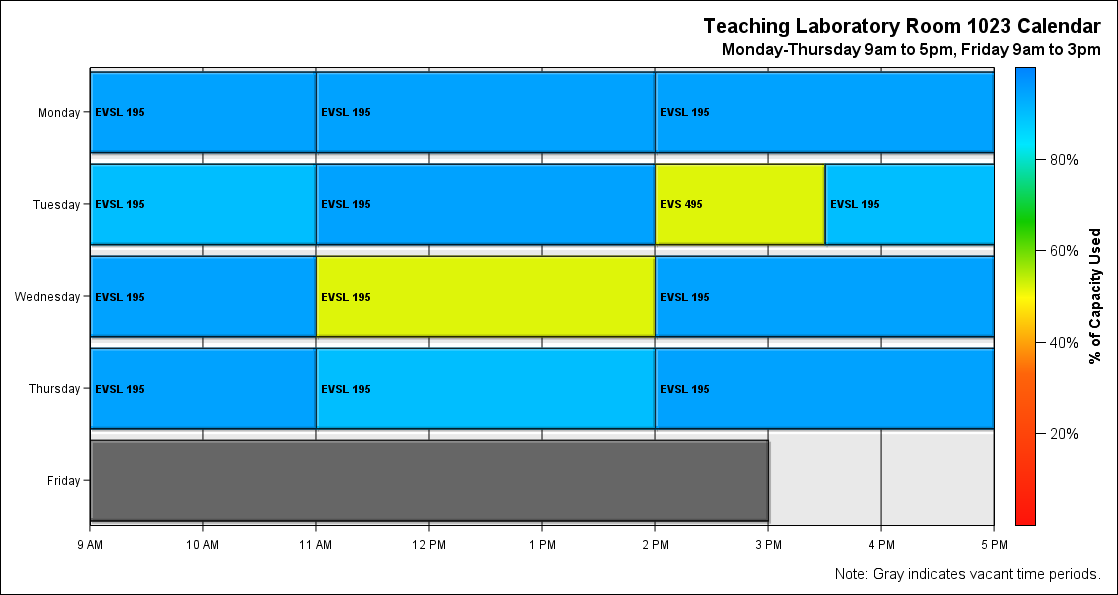 Teaching Laboratory Room 1023 Calendar
Monday-Thursday 9am to 5pm, Friday 9am to 3pm
Monday
EVSL 195
EVSL 195
EVSL 195
Tuesday
EVSL 195
EVSL 195
EVS 495
EVSL 195
Wednesday
EVSL 195
EVSL 195
EVSL 195
Thursday
EVSL 195
EVSL 195
EVSL 195
Friday
9 AM
10 AM
11 AM
12 PM
1 PM
2 PM
3 PM
4 PM
5 PM
80%
60%
40%
20%
% of Capacity Used
Note: Gray indicates vacant time periods.